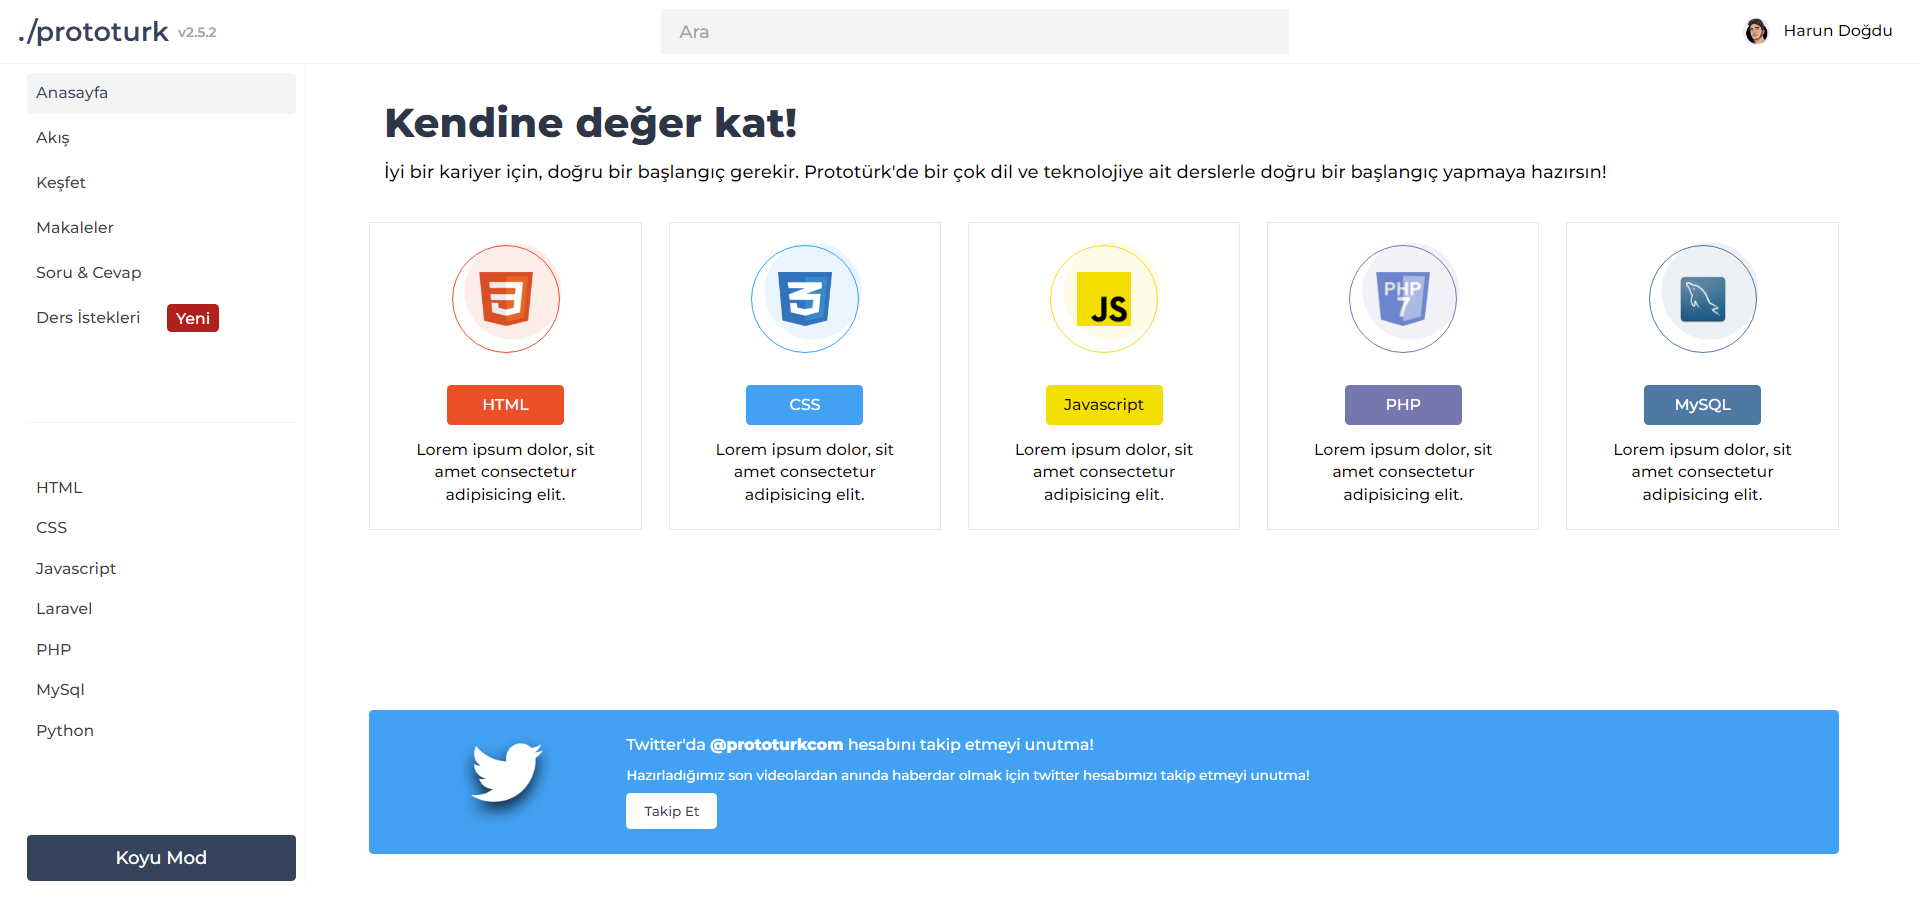 ./prototurk v2.5.2
Ara
Harun Doğdu
Anasayfa
Akış
Keşfet
Makaleler
Soru & Cevap
Ders İstekleri Yeni
HTML
CSS
Javascript
Laravel
PHP
MySql
Python
Koyu Mod
Kendine değer kat!
İyi bir kariyer için, doğru bir başlangıç gerekir. Prototürk'de bir çok dil ve teknolojiye ait derslerle doğru bir başlangıç yapmaya hazırsın!
HTML
Lorem ipsum dolor, sit
amet consectetur
adipisicing elit.
CSS
Lorem ipsum dolor, sit
amet consectetur
adipisicing elit.
JS
Javascript
Lorem ipsum dolor, sit
amet consectetur
adipisicing elit.
PHP
7
PHP
Lorem ipsum dolor, sit
amet consectetur
adipisicing elit.
MySQL
Lorem ipsum dolor, sit
amet consectetur
adipisicing elit.
Twitter'da @prototurkcom hesabını takip etmeyi unutma!
Hazırladığımız son videolardan anında haberdar olmak için twitter hesabımızı takip etmeyi unutma!
Takip Et